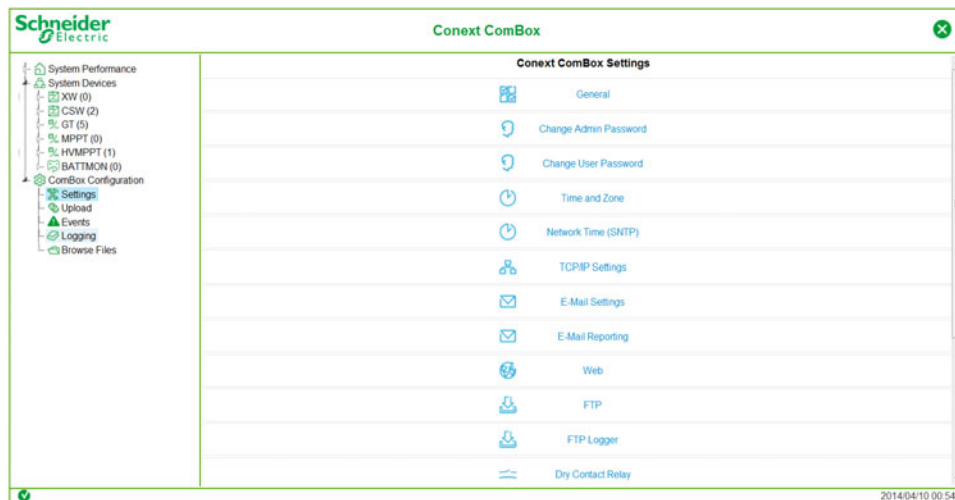 Schneider
Electric
Conext ComBox
System Performance
System Devices
XW (0)
CSW (2)
GT (5)
MPPT (0)
HVMPPT (1)
BATTMON (0)
ComBox Configuration
Settings
Upload
Events
Logging
Browse Files
Conext ComBox Settings
General
Change Admin Password
Change User Password
Time and Zone
Network Time (SNTP)
TCP/IP Settings
E-Mail Settings
E-Mail Reporting
Web
FTP
FTP Logger
Dry Contact Relay
2014/04/10 00:54